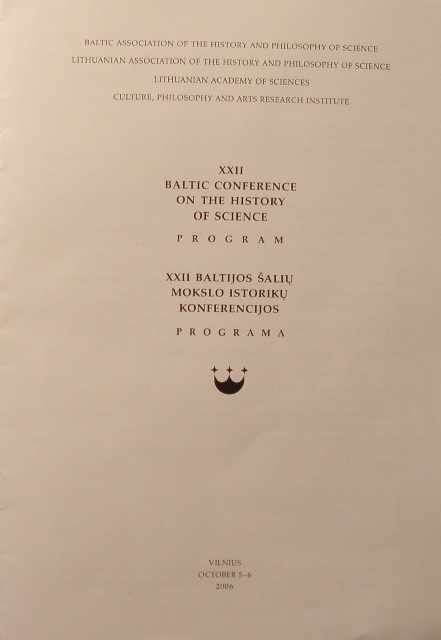 BALTIC ASSOCIATION OF THE HISTORY AND PHILOSOPHY OF SCIENCE
LITHUANIAN ASSOCIATION OF THE HISTORY AND PHILOSOPHY OF SCIENCE
LITHUANIAN ACADEMY OF SCIENCES
CULTURE, PHILOSOPHY AND ARTS RESEARCH INSTITUTE
XXII
BALTIC CONFERENCE
ON THE HISTORY
OF SCIENCE
PROGRAM
XXII BALTIJOS ŠALIŲ
MOKSLO ISTORIKŲ
KONFERENCIJOS
PROGRAMA
VILNIUS
OCTOBER 5–6
2006